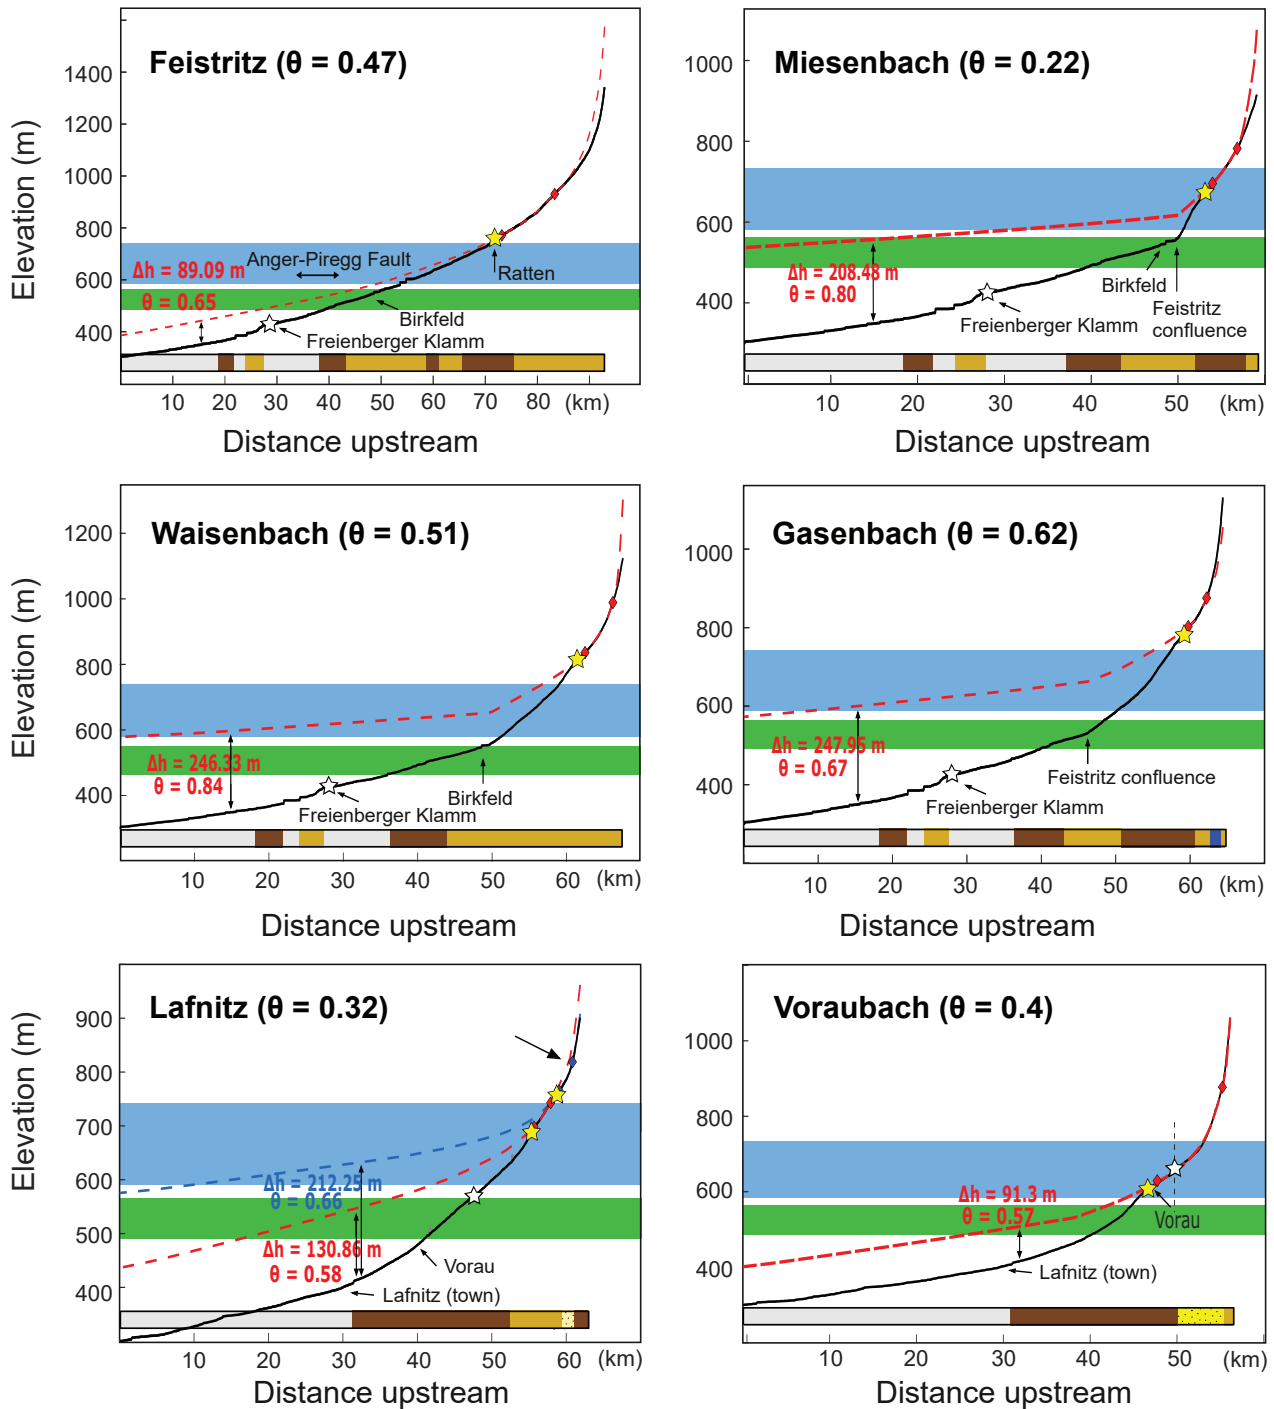 Feistritz (θ = 0.47)
Elevation (m)
1400
1200
1000
800
600
400
Δh = 89.09 m
θ = 0.65
Anger-Piregg Fault
Ratten
Birkfeld
Freienberger Klamm
10 20 30 40 50 60 70 80 (km)
Distance upstream
Miesenbach (θ = 0.22)
1000
800
600
400
Δh = 208.48 m
θ = 0.80
Birkfeld
Freienberger Klamm
Feistritz
confluence
10 20 30 40 50 (km)
Distance upstream
Waisenbach (θ = 0.51)
Elevation (m)
1200
1000
800
600
400
Δh = 246.33 m
θ = 0.84
Birkfeld
Freienberger Klamm
10 20 30 40 50 60 (km)
Distance upstream
Gasenbach (θ = 0.62)
1000
800
600
400
Δh = 247.95 m
θ = 0.67
Feistritz confluence
Freienberger Klamm
10 20 30 40 50 60 (km)
Distance upstream
Lafnitz (θ = 0.32)
Elevation (m)
900
800
700
600
500
400
Δh = 212.25 m
θ = 0.66
Δh = 130.86 m
θ = 0.58
Vorau
Lafnitz (town)
10 20 30 40 50 60 (km)
Distance upstream
Voraubach (θ = 0.4)
1000
800
600
400
Δh = 91.3 m
θ = 0.57
Vorau
Lafnitz (town)
10 20 30 40 50 (km)
Distance upstream